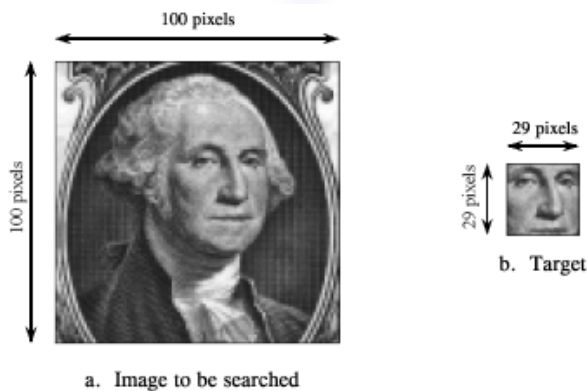 100 pixels
100 pixels
a. Image to be searched
29 pixels
29 pixels
b. Target